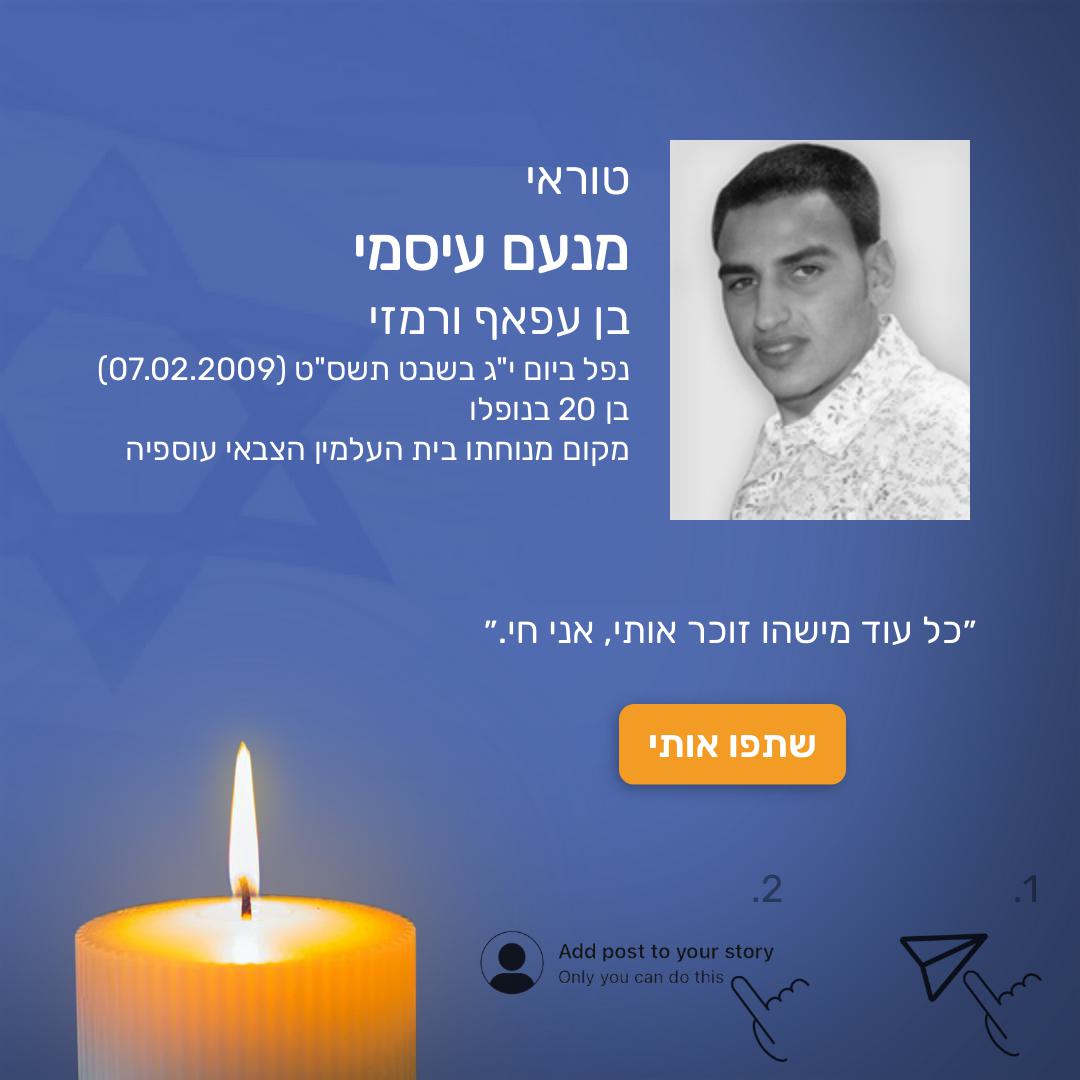 טוראי
מנעם עיסמי
בן עפאף ורמזי
נפל ביום י"ג בשבט תשס"ט (07.02.2009)
בן 20 בנופלו
מקום מנוחתו בית העלמין הצבאי עוספיה
״כל עוד מישהו זוכר אותי, אני חי.״
שתפו אותי
1.
2.
Add post to your story
Only you can do this